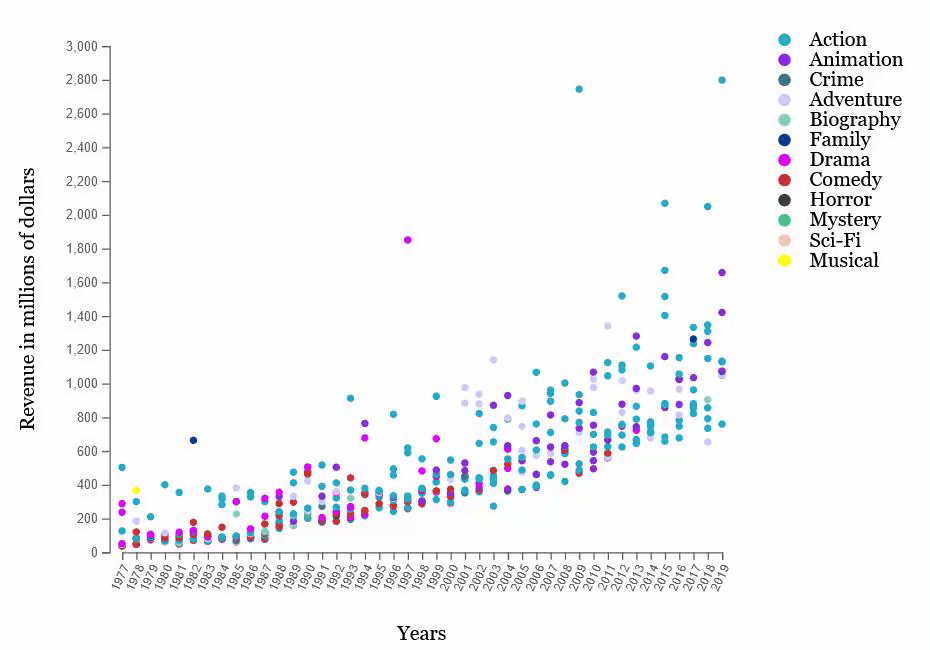 3,000
2,800
2,600
2,400
2,200
2,000
1,800
1,600
1,400
1,200
1,000
800
600
400
200
0
Revenue in millions of dollars
1977 1978 1979 1980 1981 1982 1983 1984 1985 1986 1987 1988 1989 1990 1991 1992 1993 1994 1995 1996 1997 1998 1999 2000 2001 2002 2003 2004 2005 2006 2007 2008 2009 2010 2011 2012 2013 2014 2015 2016 2017 2018 2019
Years
Action
Animation
Crime
Adventure
Biography
Family
Drama
Comedy
Horror
Mystery
Sci-Fi
Musical